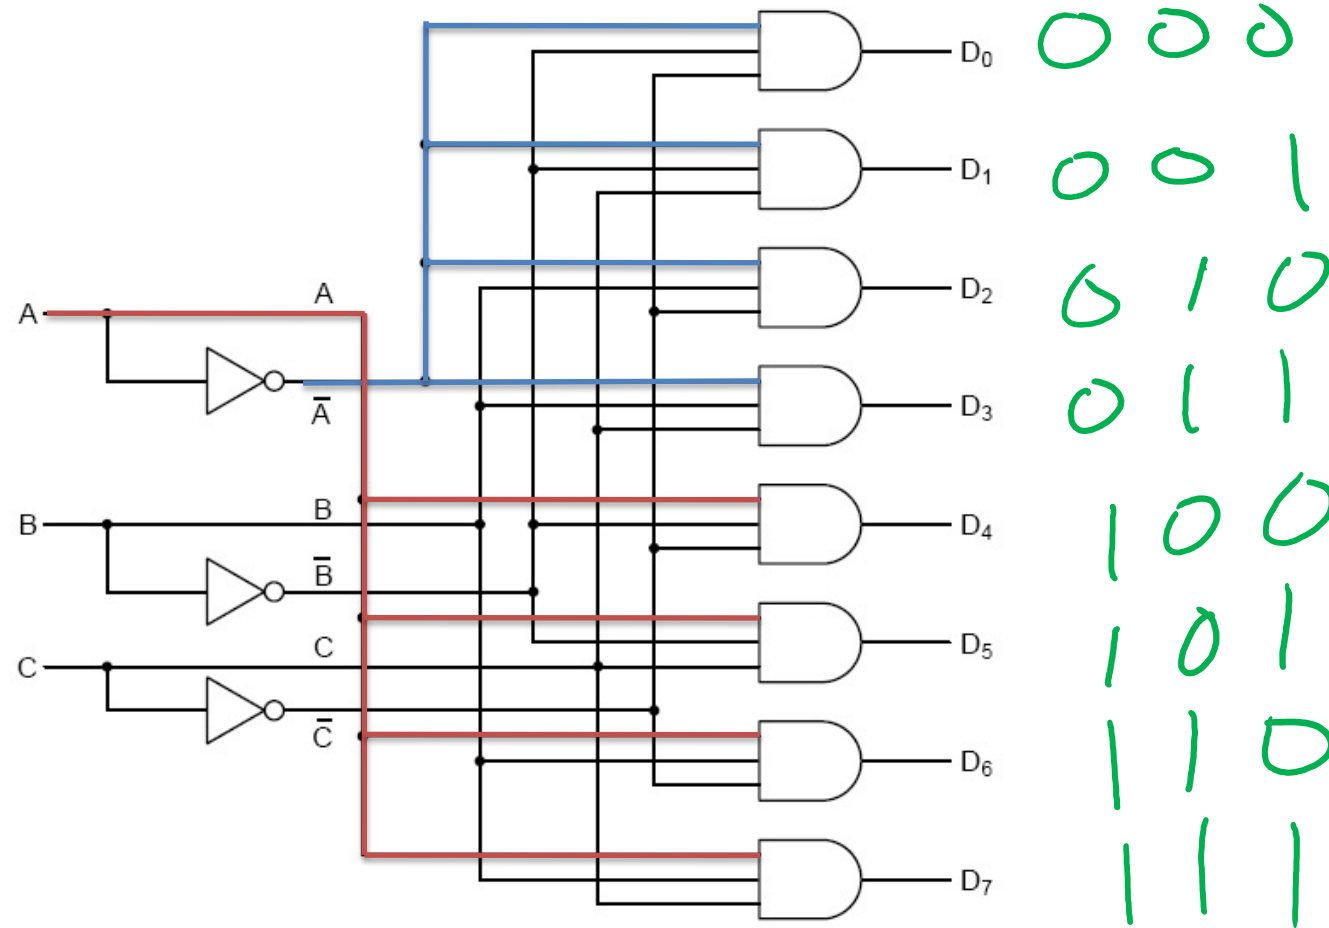 D₀ 0 0 0
D₁ 0 0 1
D₂ 0 1 0
A A
A̅
D₃ 0 1 1
B B
D₄ 1 0 0
B̅
C C
D₅ 1 0 1
C̅
D₆ 1 1 0
D₇ 1 1 1